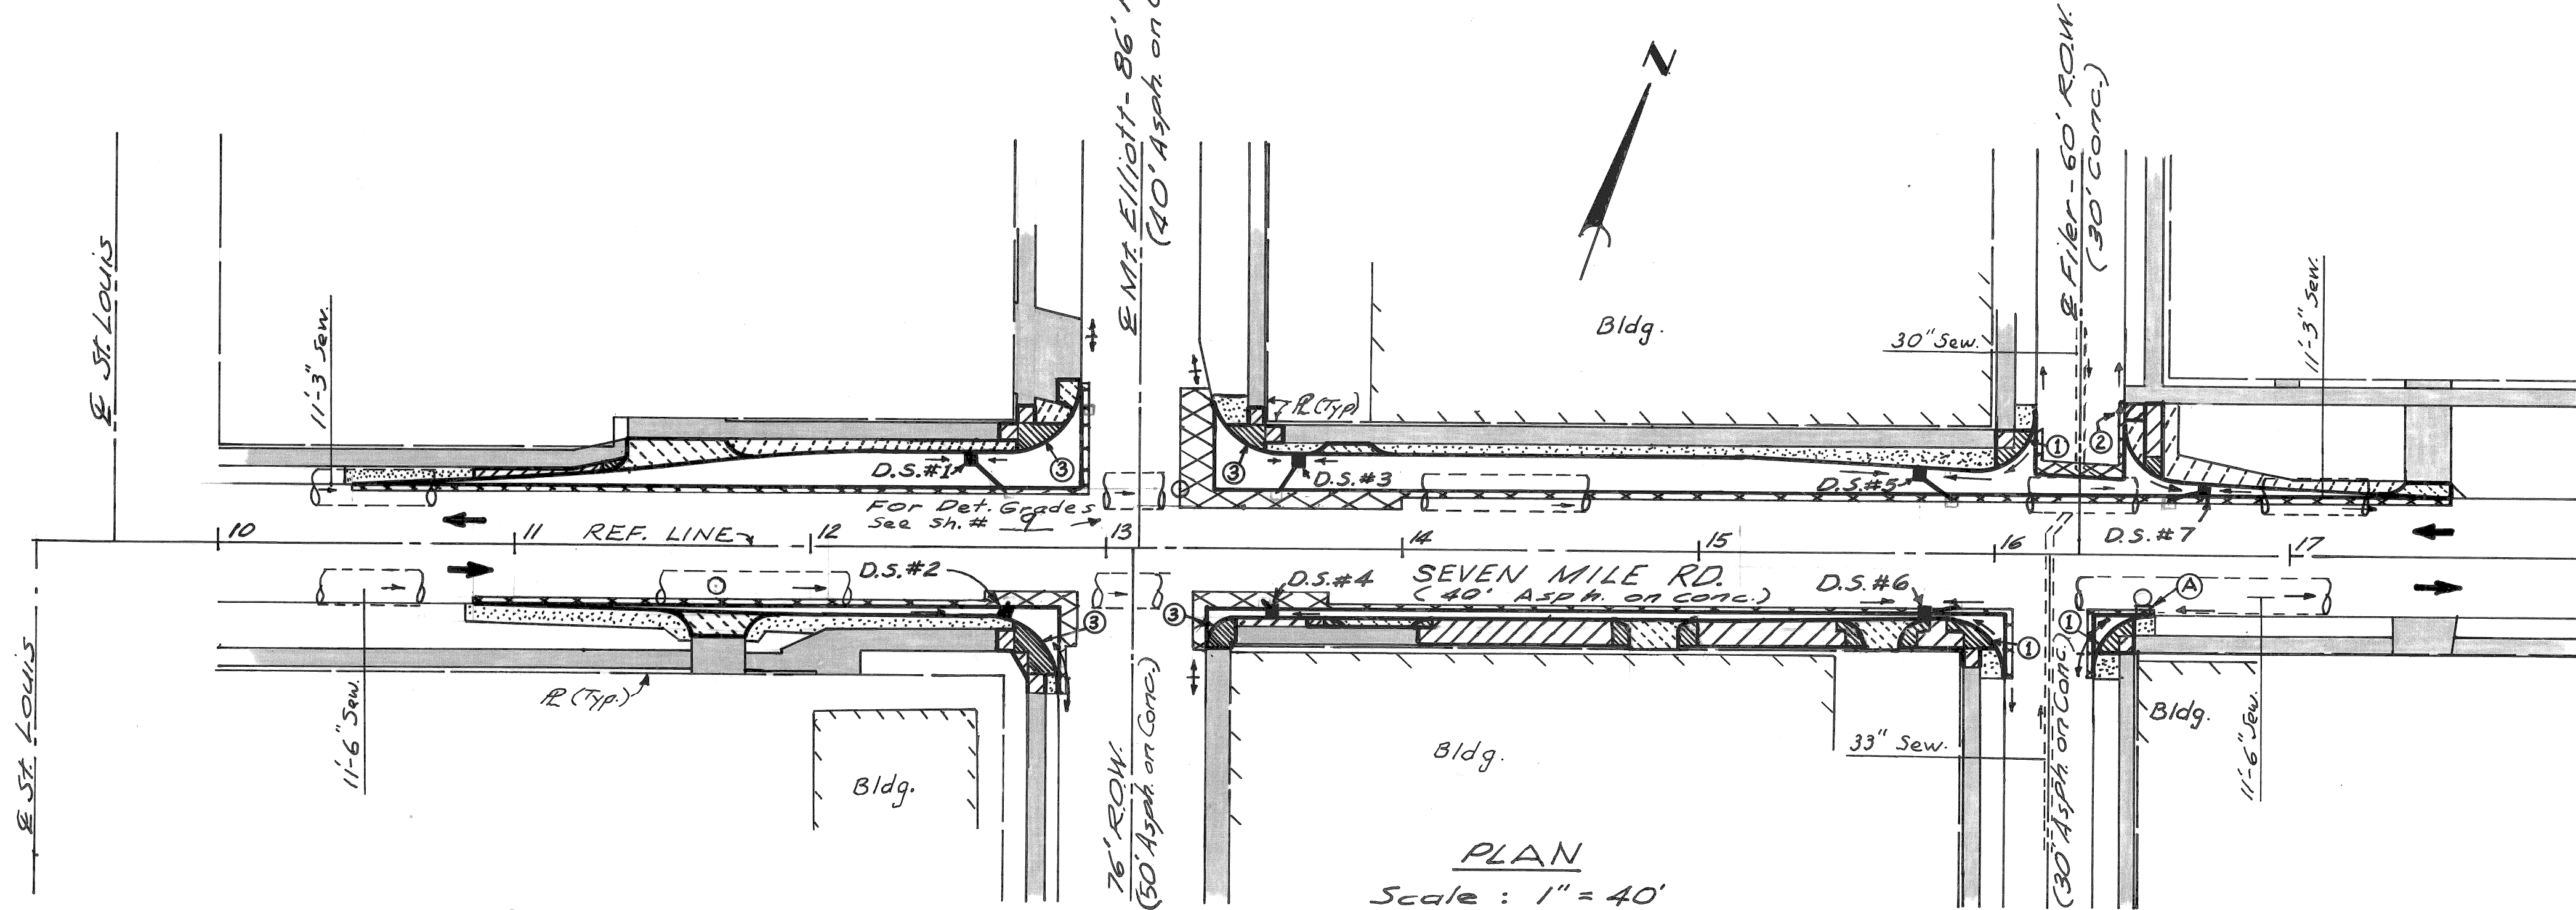 ℄ St. Louis
11'-3" Sew.
℄ Mt. Elliott - 86'
(40' Asph. on
N
Bldg.
30" Sew.
℄ Filer - 60' R.O.W.
(30' Conc.)
11'-3" Sew.
ℙL (Typ)
D.S.#1
3
3
D.S.#3
D.S.#5
1
2
D.S.#7
For Det. Grades
See Sh. # 9
10
11
REF. LINE
12
13
14
15
16
17
D.S.#2
D.S.#4
SEVEN MILE RD.
(40' Asph. on conc.)
D.S.#6
A
3
3
1
1
℄ St. Louis
11'-6" Sew.
ℙL (Typ.)
Bldg.
76' R.O.W.
(50' Asph. on Conc.)
Bldg.
33" Sew.
(30' Asph. on Conc.)
Bldg.
11'-6" Sew.
PLAN
Scale : 1" = 40'